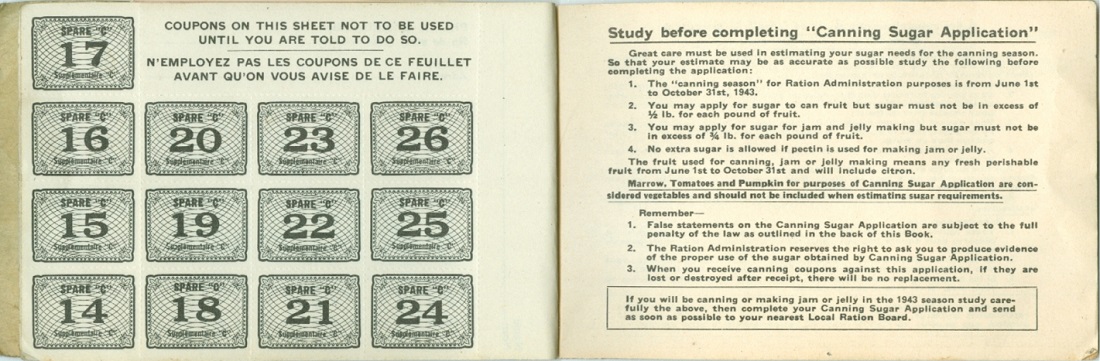 COUPONS ON THIS SHEET NOT TO BE USED
UNTIL YOU ARE TOLD TO DO SO.
N'EMPLOYEZ PAS LES COUPONS DE CE FEUILLET
AVANT QU'ON VOUS AVISE DE LE FAIRE.
SPARE "C"
17
Supplémentaire "C"
SPARE "C" SPARE "C" SPARE "C" SPARE "C"
16 20 23 26
Supplémentaire "C" Supplémentaire "C" Supplémentaire "C" Supplémentaire "C"
SPARE "C" SPARE "C" SPARE "C" SPARE "C"
15 19 22 25
Supplémentaire "C" Supplémentaire "C" Supplémentaire "C" Supplémentaire "C"
SPARE "C" SPARE "C" SPARE "C" SPARE "C"
14 18 21 24
Supplémentaire "C" Supplémentaire "C" Supplémentaire "C" Supplémentaire "C"
Study before completing "Canning Sugar Application"
Great care must be used in estimating your sugar needs for the canning season.
So that your estimate may be as accurate as possible study the following before
completing the application:
1. The "canning season" for Ration Administration purposes is from June 1st
to October 31st, 1943.
2. You may apply for sugar to can fruit but sugar must not be in excess of
½ lb. for each pound of fruit.
3. You may apply for sugar for jam and jelly making but sugar must not be
in excess of ¾ lb. for each pound of fruit.
4. No extra sugar is allowed if pectin is used for making jam or jelly.
The fruit used for canning, jam or jelly making means any fresh perishable
fruit from June 1st to October 31st and will include citron.
Marrow, Tomatoes and Pumpkin for purposes of Canning Sugar Application are con-
sidered vegetables and should not be included when estimating sugar requirements.
Remember—
1. False statements on the Canning Sugar Application are subject to the full
penalty of the law as outlined in the back of this Book.
2. The Ration Administration reserves the right to ask you to produce evidence
of the proper use of the sugar obtained by Canning Sugar Application.
3. When you receive canning coupons against this application, if they are
lost or destroyed after receipt, there will be no replacement.
If you will be canning or making jam or jelly in the 1943 season study care-
fully the above, then complete your Canning Sugar Application and send
as soon as possible to your nearest Local Ration Board.